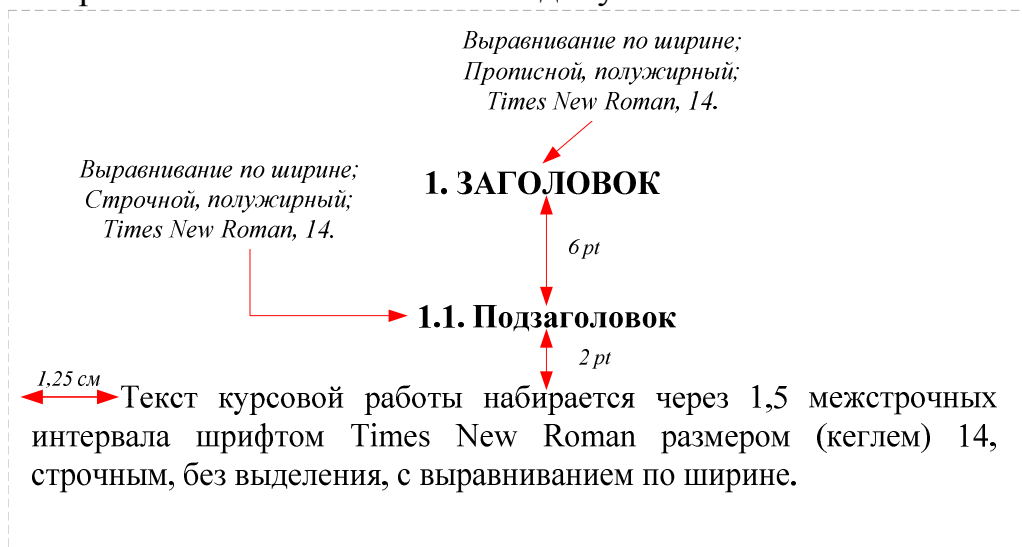 Выравнивание по ширине;
Прописной, полужирный;
Times New Roman, 14.
Выравнивание по ширине;
Строчной, полужирный;
Times New Roman, 14.
1. ЗАГОЛОВОК
6 pt
1.1. Подзаголовок
2 pt
1,25 см
Текст курсовой работы набирается через 1,5 межстрочных
интервала шрифтом Times New Roman размером (кеглем) 14,
строчным, без выделения, с выравниванием по ширине.